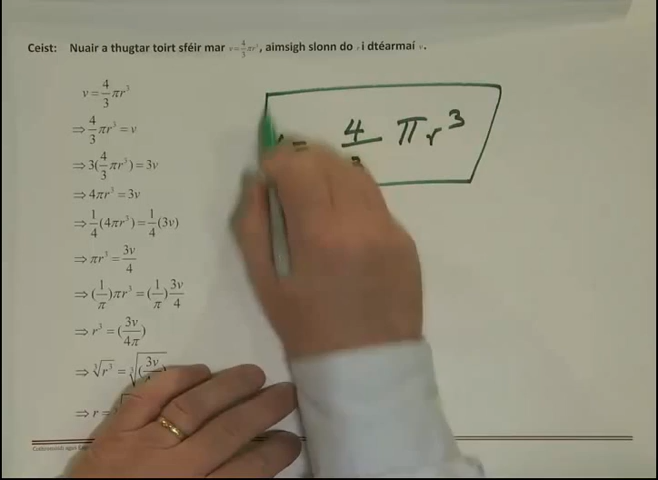 Ceist: Nuair a thugtar toirt sféir mar v=4/3πr³, aimsigh slonn do r i dtéarmaí v.
v = 4/3 πr³
⇒ 4/3 πr³ = v
⇒ 3(4/3 πr³) = 3v
⇒ 4πr³ = 3v
⇒ 1/4(4πr³) = 1/4(3v)
⇒ πr³ = 3v/4
⇒ (1/π)πr³ = (1/π)3v/4
⇒ r³ = (3v/4π)
⇒ ∛r³ = ∛(3v
⇒ r =
= 4/3 π r³